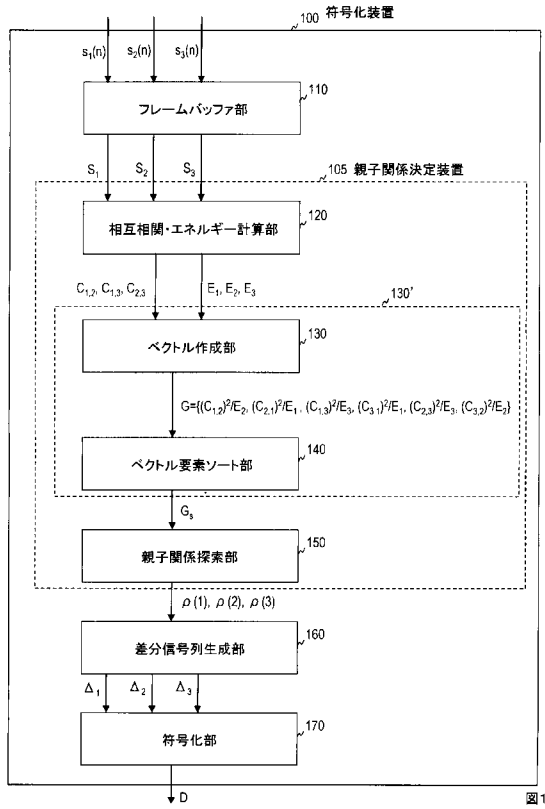 100 符号化装置
s₁(n) s₂(n) s₃(n)
110
フレームバッファ部
S₁ S₂ S₃
105 親子関係決定装置
120
相互相関・エネルギー計算部
C₁,₂, C₁,₃, C₂,₃ E₁, E₂, E₃
130'
130
ベクトル作成部
G={(C₁,₂)²/E₂, (C₂,₁)²/E₁ , (C₁,₃)²/E₃, (C₃,₁)²/E₁, (C₂,₃)²/E₃, (C₃,₂)²/E₂}
140
ベクトル要素ソート部
Gₛ
150
親子関係探索部
ρ(1), ρ(2), ρ(3)
160
差分信号列生成部
Δ₁ Δ₂ Δ₃
170
符号化部
D
図1